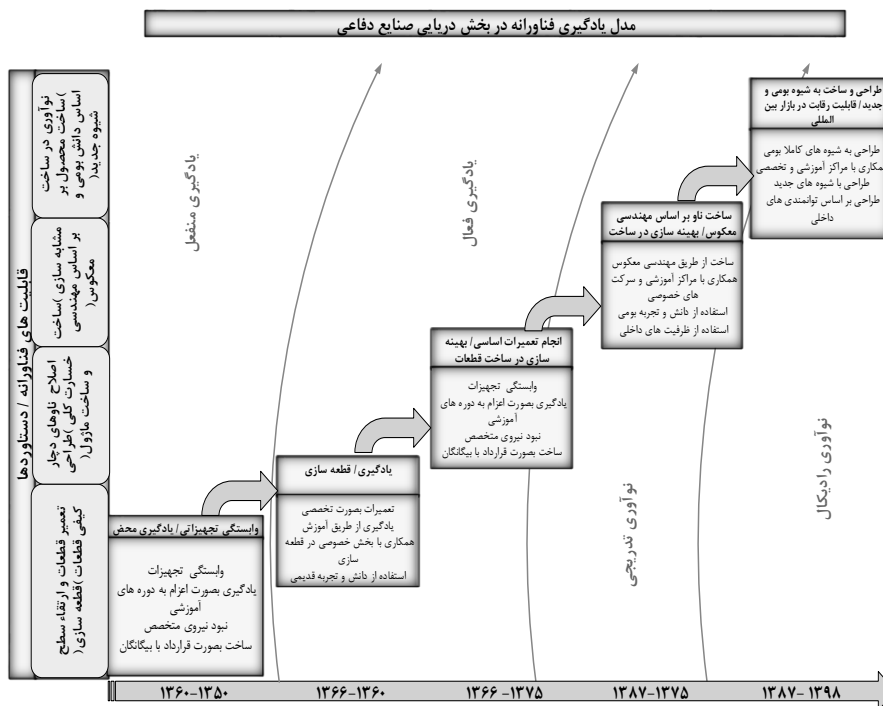 مدل یادگیری فناورانه در بخش دریایی صنایع دفاعی
قابلیت های فناورانه / دستاوردها
نوآوری در ساخت
)ساخت محصول بر
اساس دانش بومی و
شیوه جدید(
مشابه سازی )ساخت
بر اساس مهندسی
معکوس(
اصلاح ناوهای دچار
خسارت کلی )طراحی
و ساخت ماژول(
تعمیر قطعات و ارتقاء سطح
کیفی قطعات )قطعه سازی(
یادگیری منفعل
یادگیری فعال
نوآوری تدریجی
نوآوری رادیکال
طراحی و ساخت به شیوه بومی و
جدید/ قابلیت رقابت در بازار بین
المللی
طراحی به شیوه های کاملا بومی
همکاری با مراکز آموزشی و تخصصی
طراحی با شیوه های جدید
طراحی بر اساس توانمندی های
داخلی
ساخت ناو بر اساس مهندسی
معکوس/ بهینه سازی در ساخت
ساخت از طریق مهندسی معکوس
همکاری با مراکز آموزشی و سرکت
های خصوصی
استفاده از دانش و تجربه بومی
استفاده از ظرفیت های داخلی
انجام تعمیرات اساسی/ بهینه
سازی در ساخت قطعات
وابستگی تجهیزات
یادگیری بصورت اعزام به دوره های
آموزشی
نبود نیروی متخصص
ساخت بصورت قرارداد با بیگانگان
یادگیری/ قطعه سازی
تعمیرات بصورت تخصصی
یادگیری از طریق آموزش
همکاری با بخش خصوصی در قطعه
سازی
استفاده از دانش و تجربه قدیمی
وابستگی تجهیزاتی/ یادگیری محض
وابستگی تجهیزات
یادگیری بصورت اعزام به دوره های
آموزشی
نبود نیروی متخصص
ساخت بصورت قرارداد با بیگانگان
۱۳۶۰-۱۳۵۰
۱۳۶۶-۱۳۶۰
۱۳۶۶ -۱۳۷۵
۱۳۸۷-۱۳۷۵
۱۳۸۷- ۱۳۹۸